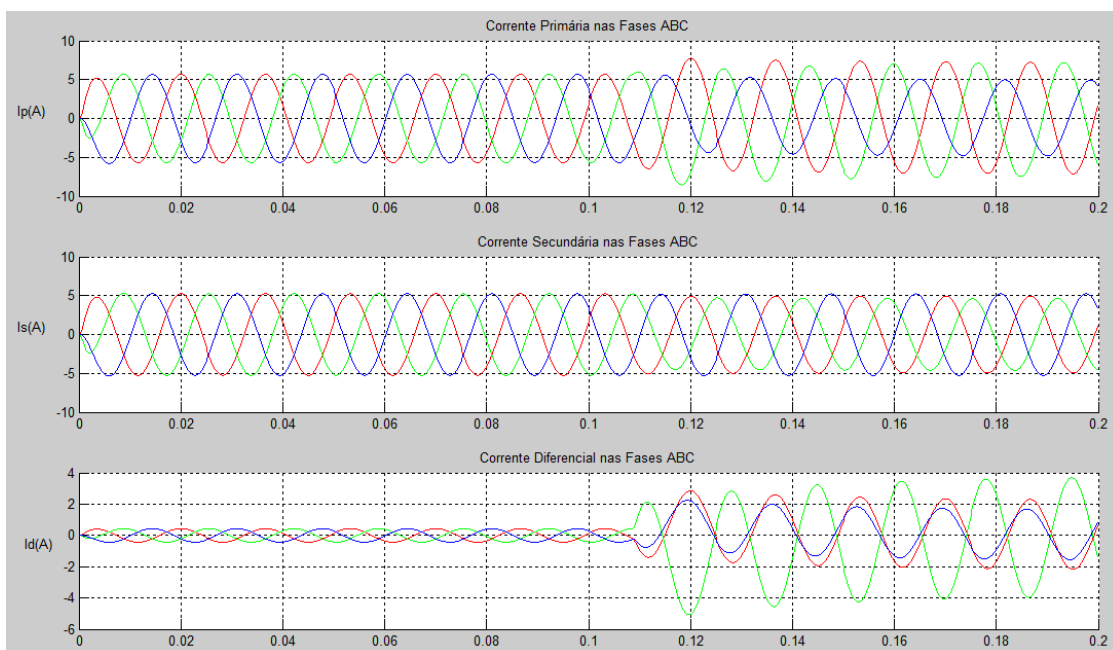 Corrente Primária nas Fases ABC
10
5
Ip(A)
0
-5
-10
0 0.02 0.04 0.06 0.08 0.1 0.12 0.14 0.16 0.18 0.2
Corrente Secundária nas Fases ABC
10
5
Is(A)
0
-5
-10
0 0.02 0.04 0.06 0.08 0.1 0.12 0.14 0.16 0.18 0.2
Corrente Diferencial nas Fases ABC
4
2
0
Id(A)
-2
-4
-6
0 0.02 0.04 0.06 0.08 0.1 0.12 0.14 0.16 0.18 0.2